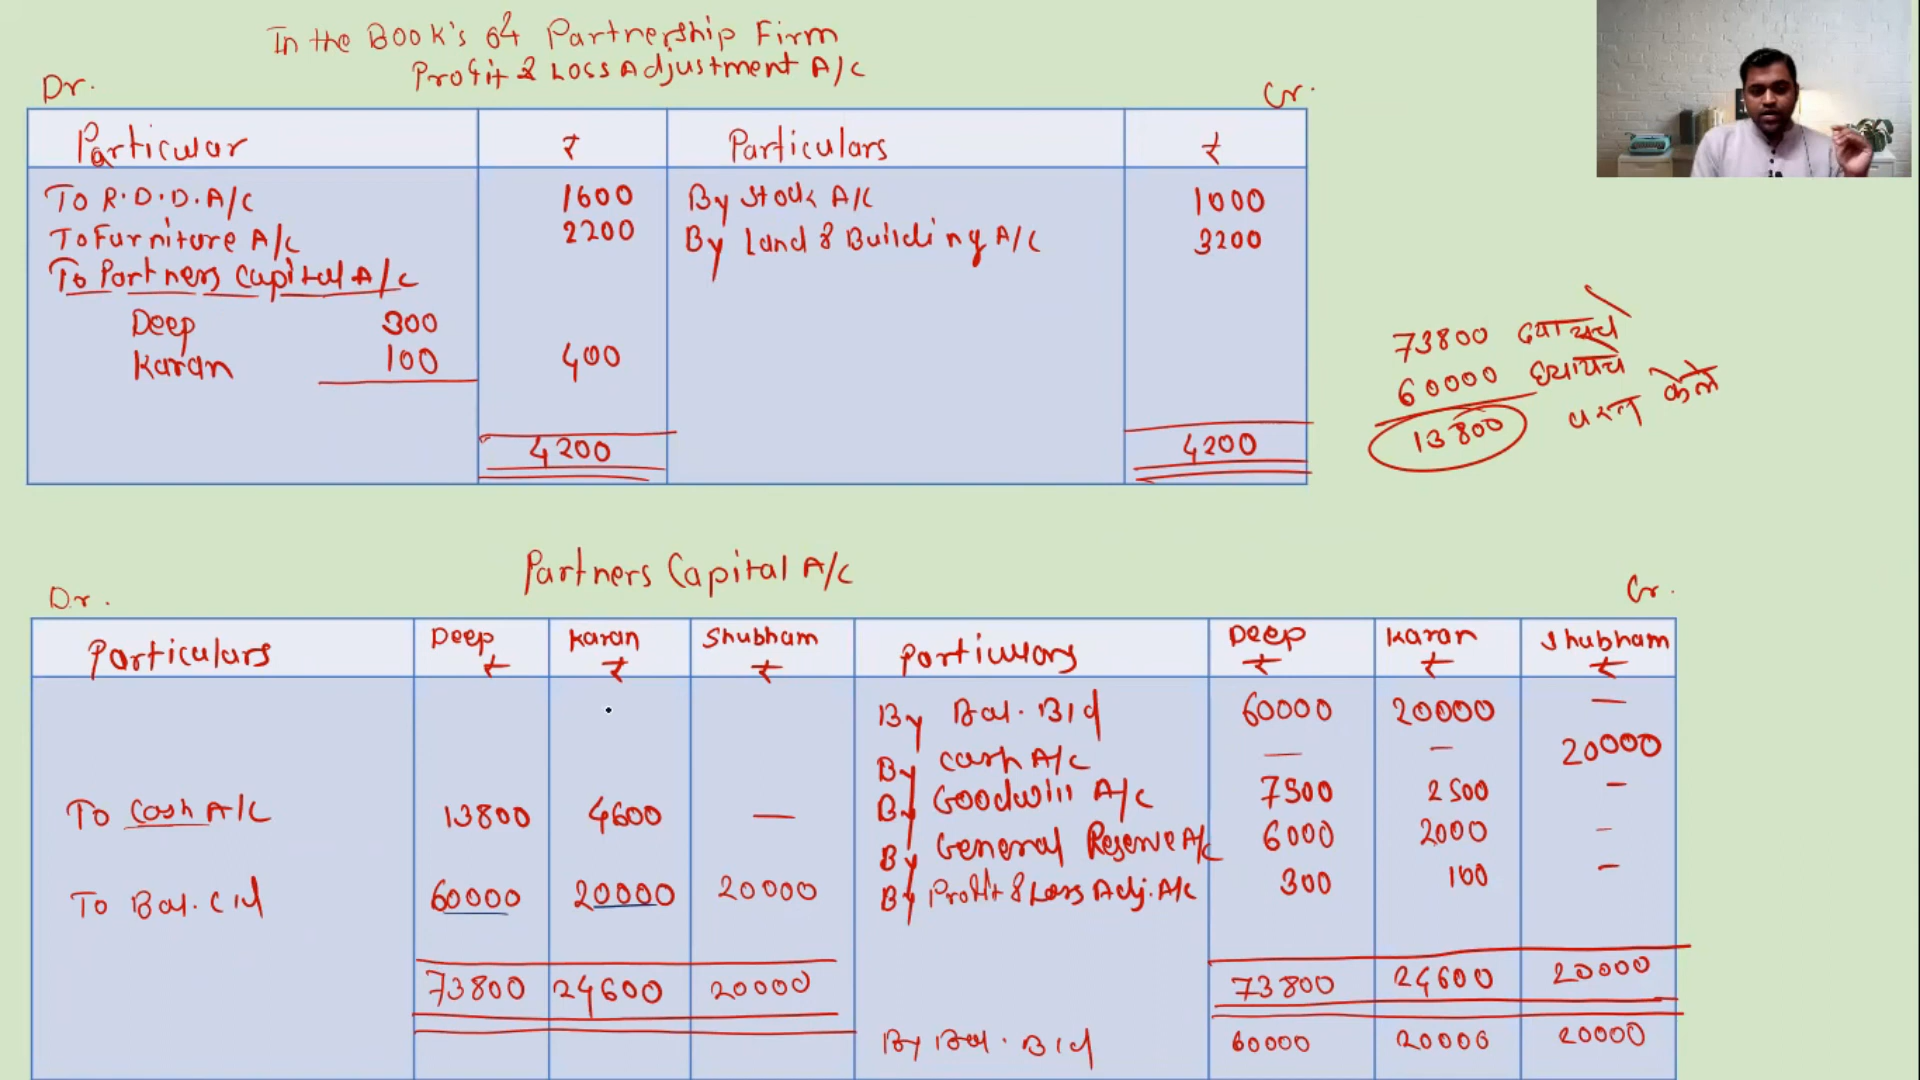 In the Book's of Partnership Firm
Profit & Loss Adjustment A/c
Dr. Cr.
Particular ₹ Particulars ₹
To R.D.D. A/c 1600 By Stock A/c 1000
To Furniture A/c 2200 By Land & Building A/c 3200
To Partners Capital A/c
Deep 300
Karan 100 400
4200 4200
73800 द्यायचे
60000 घ्यायचे
13800 परत केले
Partners Capital A/c
Dr. Cr.
Particulars Deep ₹ Karan ₹ Shubham ₹ Particulars Deep ₹ Karan ₹ Shubham ₹
By Bal. B/d 60000 20000 —
By Cash A/c — — 20000
By Goodwill A/c 7500 2500 —
To Cash A/c 13800 4600 — By General Reserve A/c 6000 2000 —
To Bal. C/d 60000 20000 20000 By Profit & Loss Adj. A/c 300 100 —
73800 24600 20000 73800 24600 20000
By Bal. B/d 60000 20000 20000